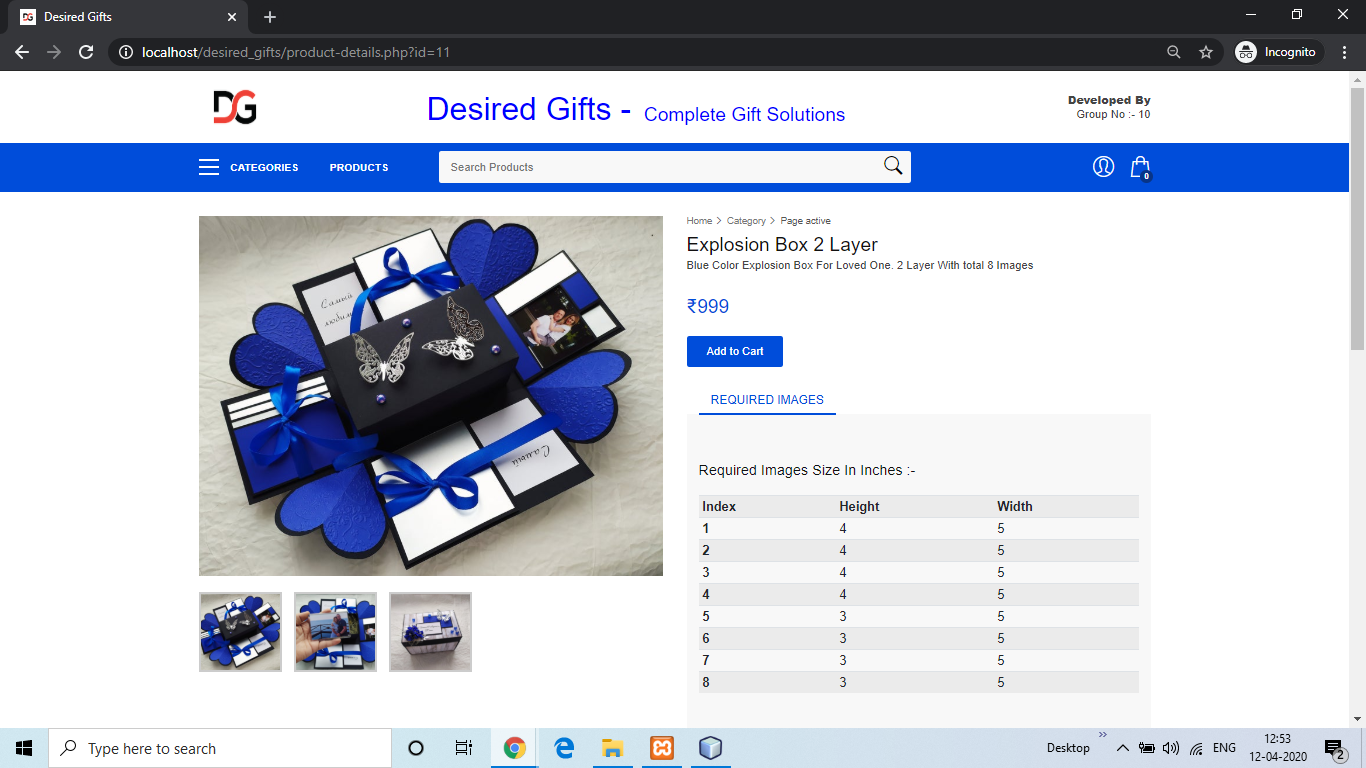 Desired Gifts
localhost/desired_gifts/product-details.php?id=11
Incognito
DG
Desired Gifts - Complete Gift Solutions
Developed By
Group No :- 10
CATEGORIES
PRODUCTS
Search Products
0
Home > Category > Page active
Explosion Box 2 Layer
Blue Color Explosion Box For Loved One. 2 Layer With total 8 Images
₹999
Add to Cart
REQUIRED IMAGES
Required Images Size In Inches :-
Index Height Width
1 4 5
2 4 5
3 4 5
4 4 5
5 3 5
6 3 5
7 3 5
8 3 5
Самый
Самый
Type here to search
Desktop
ENG
12:53
12-04-2020
2